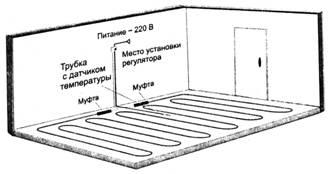 Питание ~ 220 В
Место установки
регулятора
Трубка
с датчиком
температуры
Муфта
Муфта